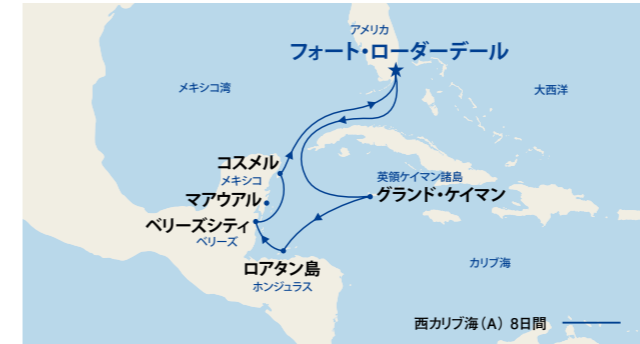 アメリカ
フォート・ローダーデール
メキシコ湾
大西洋
コスメル
メキシコ
英領ケイマン諸島
マアウアル
グランド・ケイマン
ベリーズシティ
ベリーズ
ロアタン島
カリブ海
ホンジュラス
西カリブ海(A) 8日間